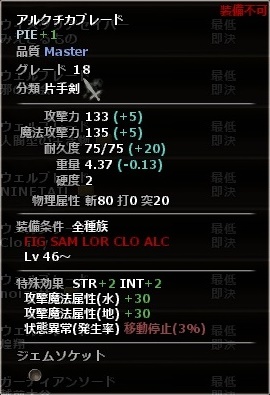 装備不可
アルクチカブレード
PIE+1
品質 Master
グレード 18
分類 片手剣
攻撃力 133 (+5)
魔法攻撃力 135 (+5)
耐久度 75/75 (+20)
重量 4.37 (-0.13)
硬度 2
物理属性 斬80 打0 突20
装備条件 全種族
FIG SAM LOR CLO ALC
Lv 46～
特殊効果 STR+2 INT+2
攻撃魔法属性(水) +30
攻撃魔法属性(地) +30
状態異常(発生率) 移動停止(3%)
ジェムソケット